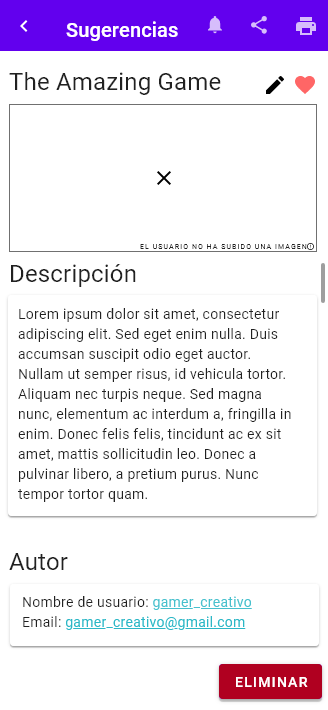 Sugerencias
The Amazing Game
EL USUARIO NO HA SUBIDO UNA IMAGEN
Descripción
Lorem ipsum dolor sit amet, consectetur
adipiscing elit. Sed eget enim nulla. Duis
accumsan suscipit odio eget auctor.
Nullam ut semper risus, id vehicula tortor.
Aliquam nec turpis neque. Sed magna
nunc, elementum ac interdum a, fringilla in
enim. Donec felis felis, tincidunt ac ex sit
amet, mattis sollicitudin leo. Donec a
pulvinar libero, a pretium purus. Nunc
tempor tortor quam.
Autor
Nombre de usuario: gamer_creativo
Email: gamer_creativo@gmail.com
ELIMINAR